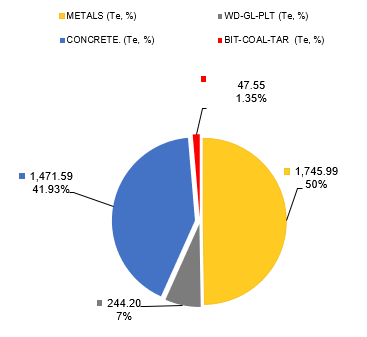 METALS (Te, %)
WD-GL-PLT (Te, %)
CONCRETE. (Te, %)
BIT-COAL-TAR (Te, %)
47.55
1.35%
1,471.59
41.93%
1,745.99
50%
244.20
7%